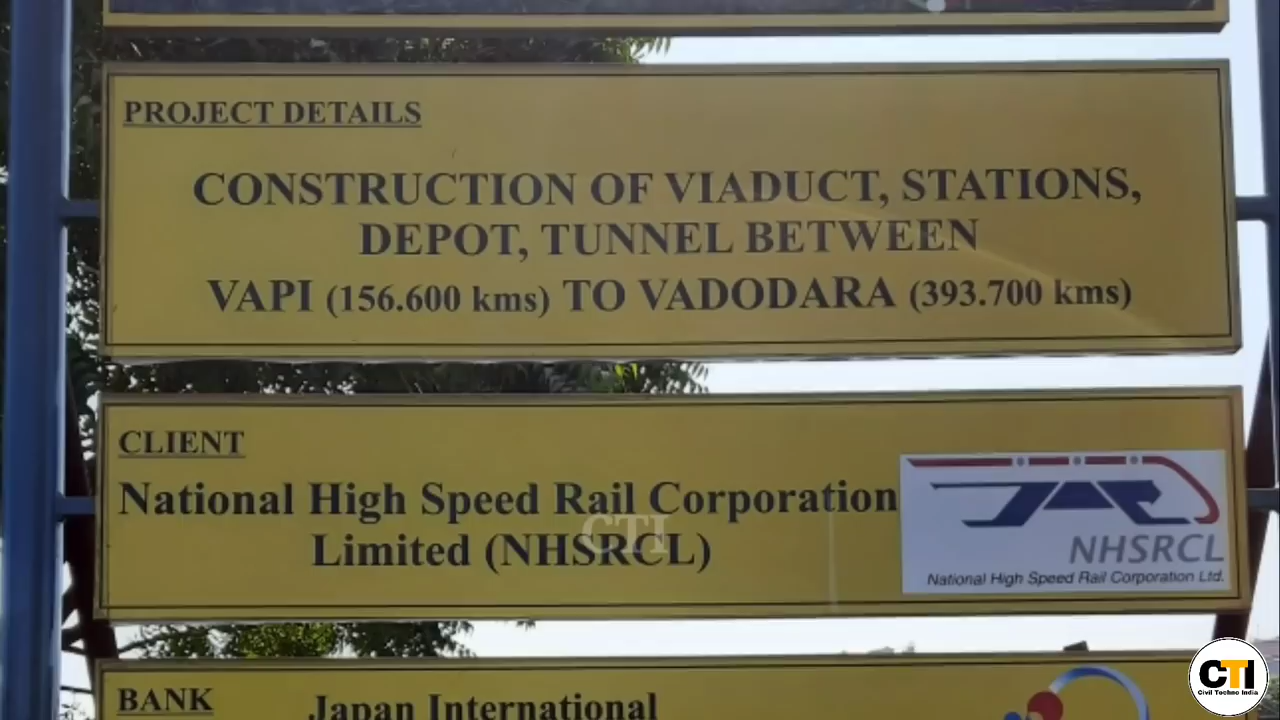 PROJECT DETAILS
CONSTRUCTION OF VIADUCT, STATIONS,
DEPOT, TUNNEL BETWEEN
VAPI (156.600 kms) TO VADODARA (393.700 kms)
CLIENT
National High Speed Rail Corporation
Limited (NHSRCL)
CTI
NHSRCL
National High Speed Rail Corporation Ltd.
BANK
Japan International
CTI
Civil Techno India